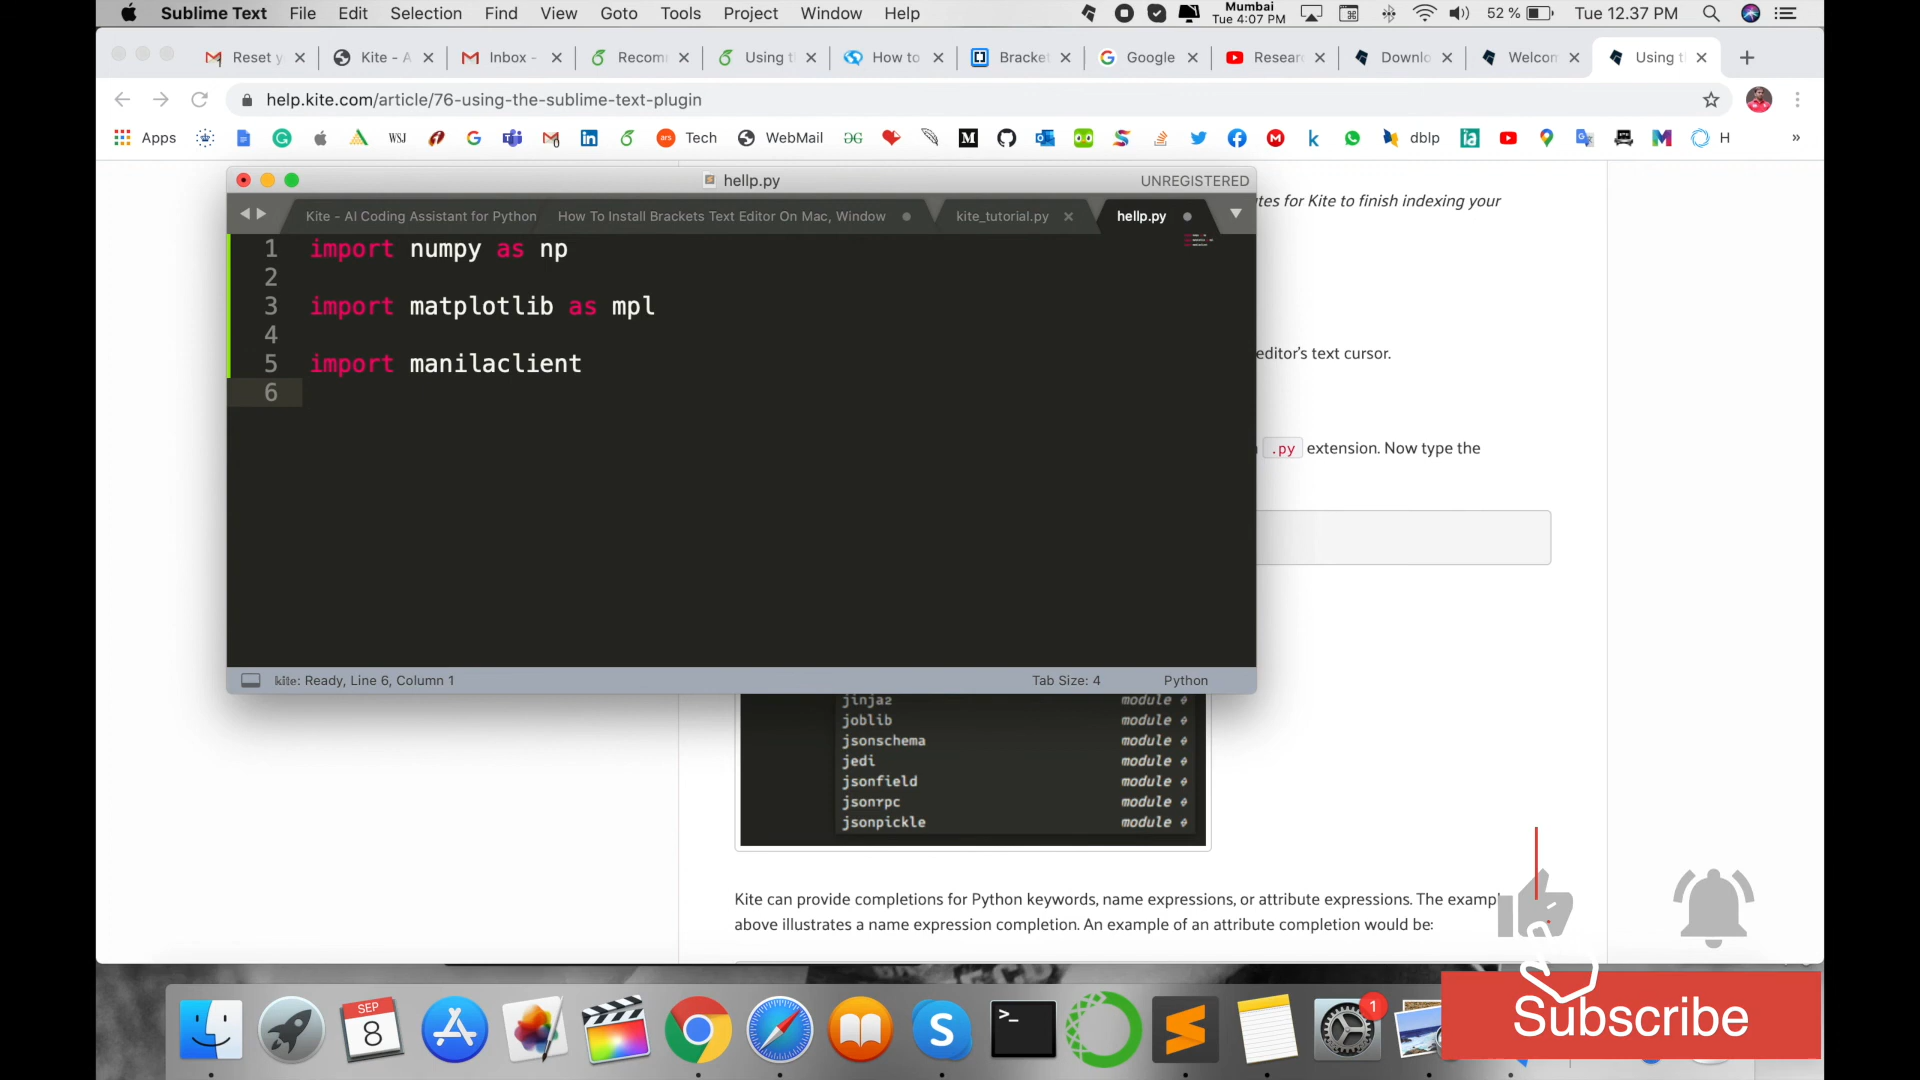 Sublime Text File Edit Selection Find View Goto Tools Project Window Help
Mumbai
Tue 4:07 PM
52 %
Tue 12.37 PM
Reset y
Kite - A
Inbox -
Recom
Using t
How to
Bracket
Google
Resear
Downlo
Welcon
Using t
help.kite.com/article/76-using-the-sublime-text-plugin
Apps
WSJ
ars
Tech
WebMail
dblp
H
hellp.py
UNREGISTERED
Kite - AI Coding Assistant for Python
How To Install Brackets Text Editor On Mac, Window
kite_tutorial.py
hellp.py
1 import numpy as np
2
3 import matplotlib as mpl
4
5 import manilaclient
6
kite: Ready, Line 6, Column 1
Tab Size: 4
Python
tes for Kite to finish indexing your
editor's text cursor.
.py extension. Now type the
jinja2 module
joblib module
jsonschema module
jedi module
jsonfield module
jsonrpc module
jsonpickle module
Kite can provide completions for Python keywords, name expressions, or attribute expressions. The exampl
above illustrates a name expression completion. An example of an attribute completion would be:
SEP
8
1
Subscribe